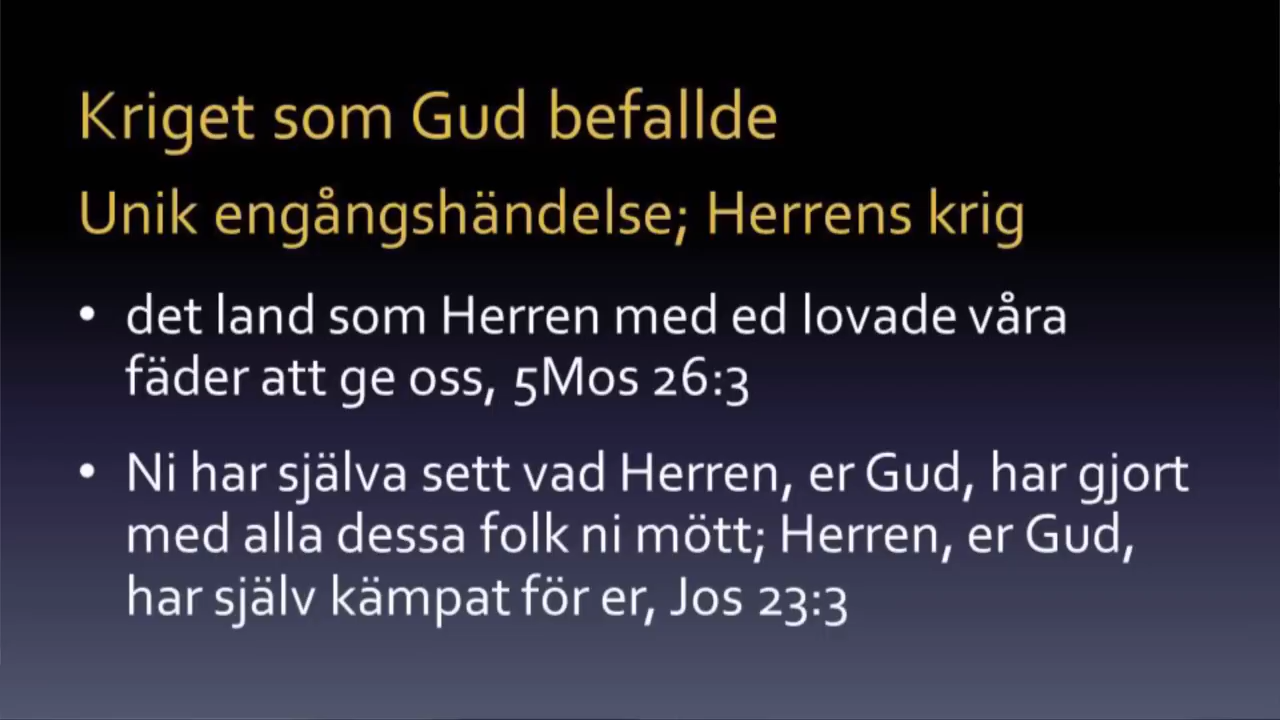 Kriget som Gud befallde
Unik engångshändelse; Herrens krig
• det land som Herren med ed lovade våra
fäder att ge oss, 5Mos 26:3
• Ni har själva sett vad Herren, er Gud, har gjort
med alla dessa folk ni mött; Herren, er Gud,
har själv kämpat för er, Jos 23:3